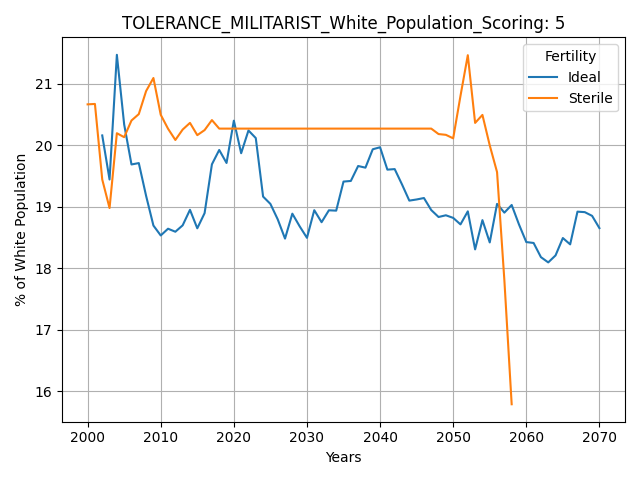 TOLERANCE_MILITARIST_White_Population_Scoring: 5
Fertility
Ideal
Sterile
% of White Population
21
20
19
18
17
16
2000 2010 2020 2030 2040 2050 2060 2070
Years